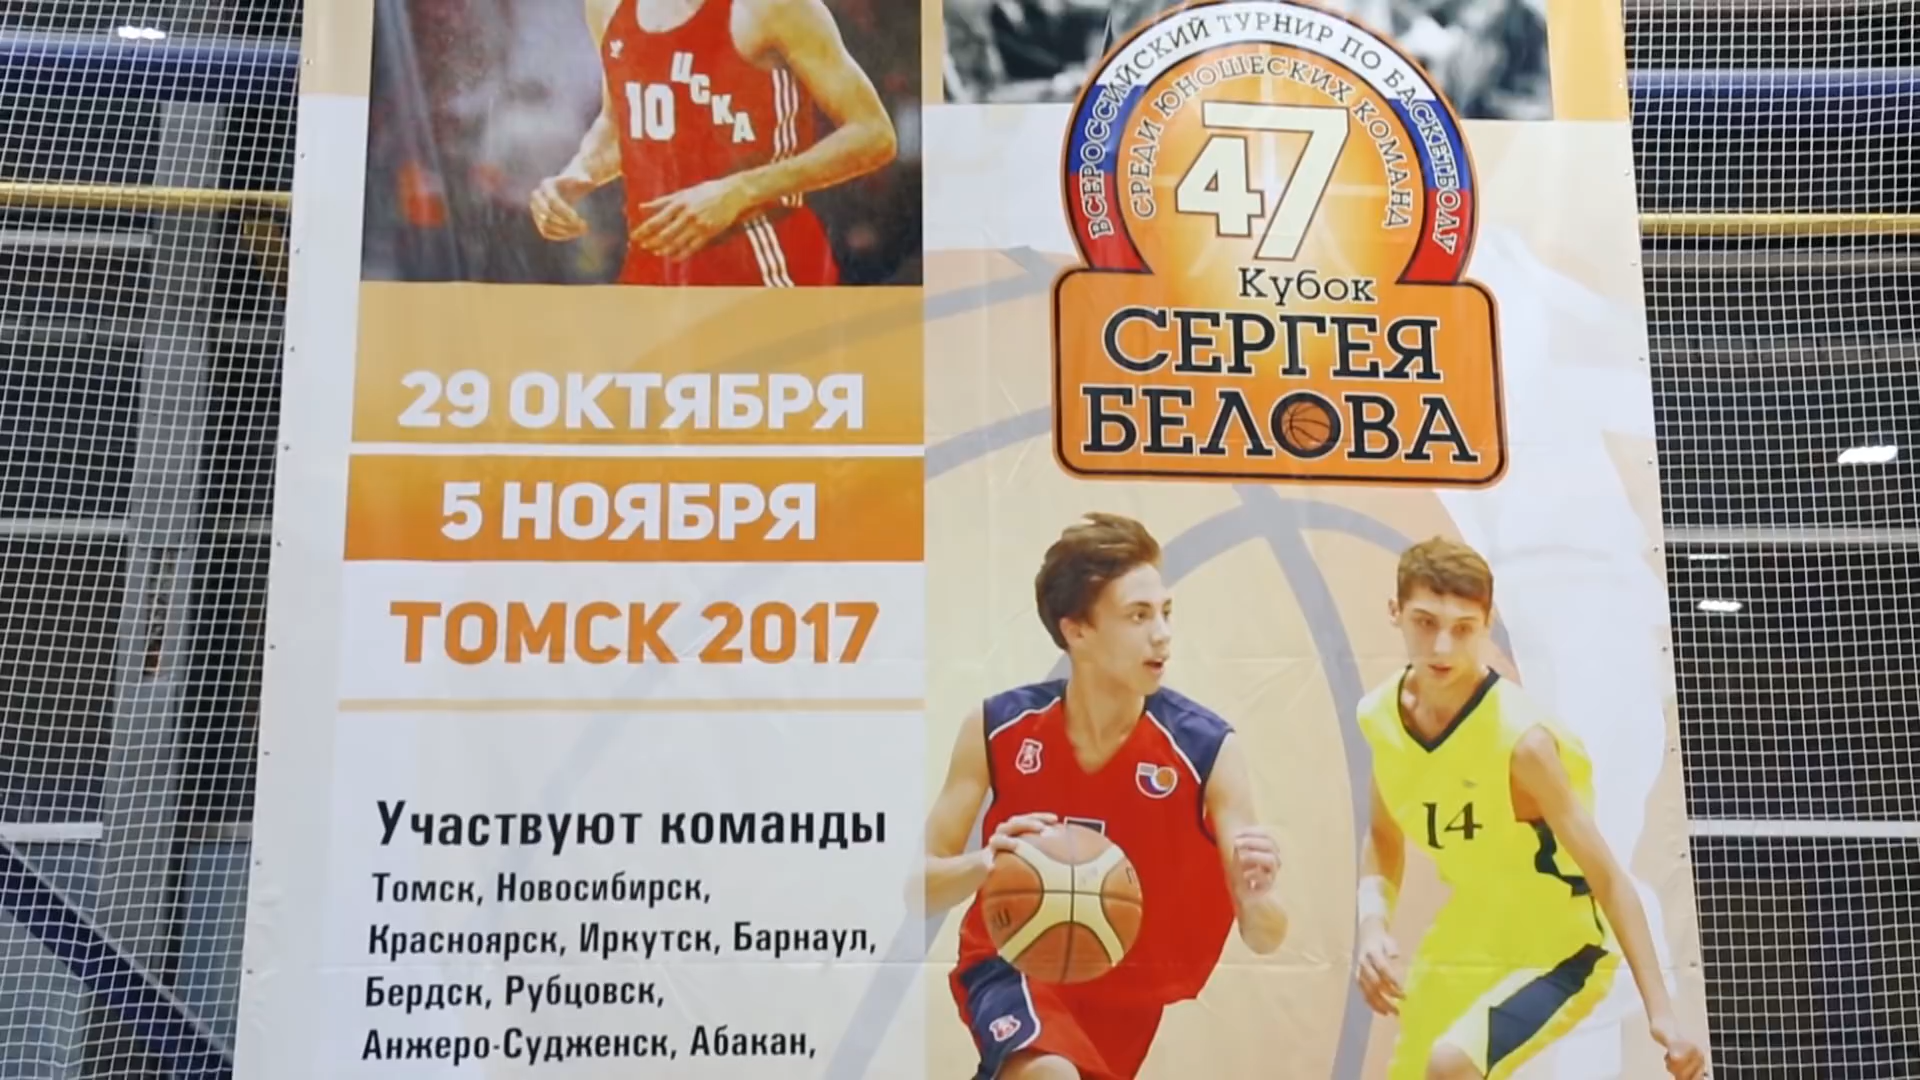 10 ЦСКА
ВСЕРОССИЙСКИЙ ТУРНИР ПО БАСКЕТБОЛУ
СРЕДИ ЮНОШЕСКИХ КОМАНД
47
Кубок
СЕРГЕЯ
БЕЛОВА
29 ОКТЯБРЯ
5 НОЯБРЯ
ТОМСК 2017
Участвуют команды
Томск, Новосибирск,
Красноярск, Иркутск, Барнаул,
Бердск, Рубцовск,
Анжеро-Судженск, Абакан,
14